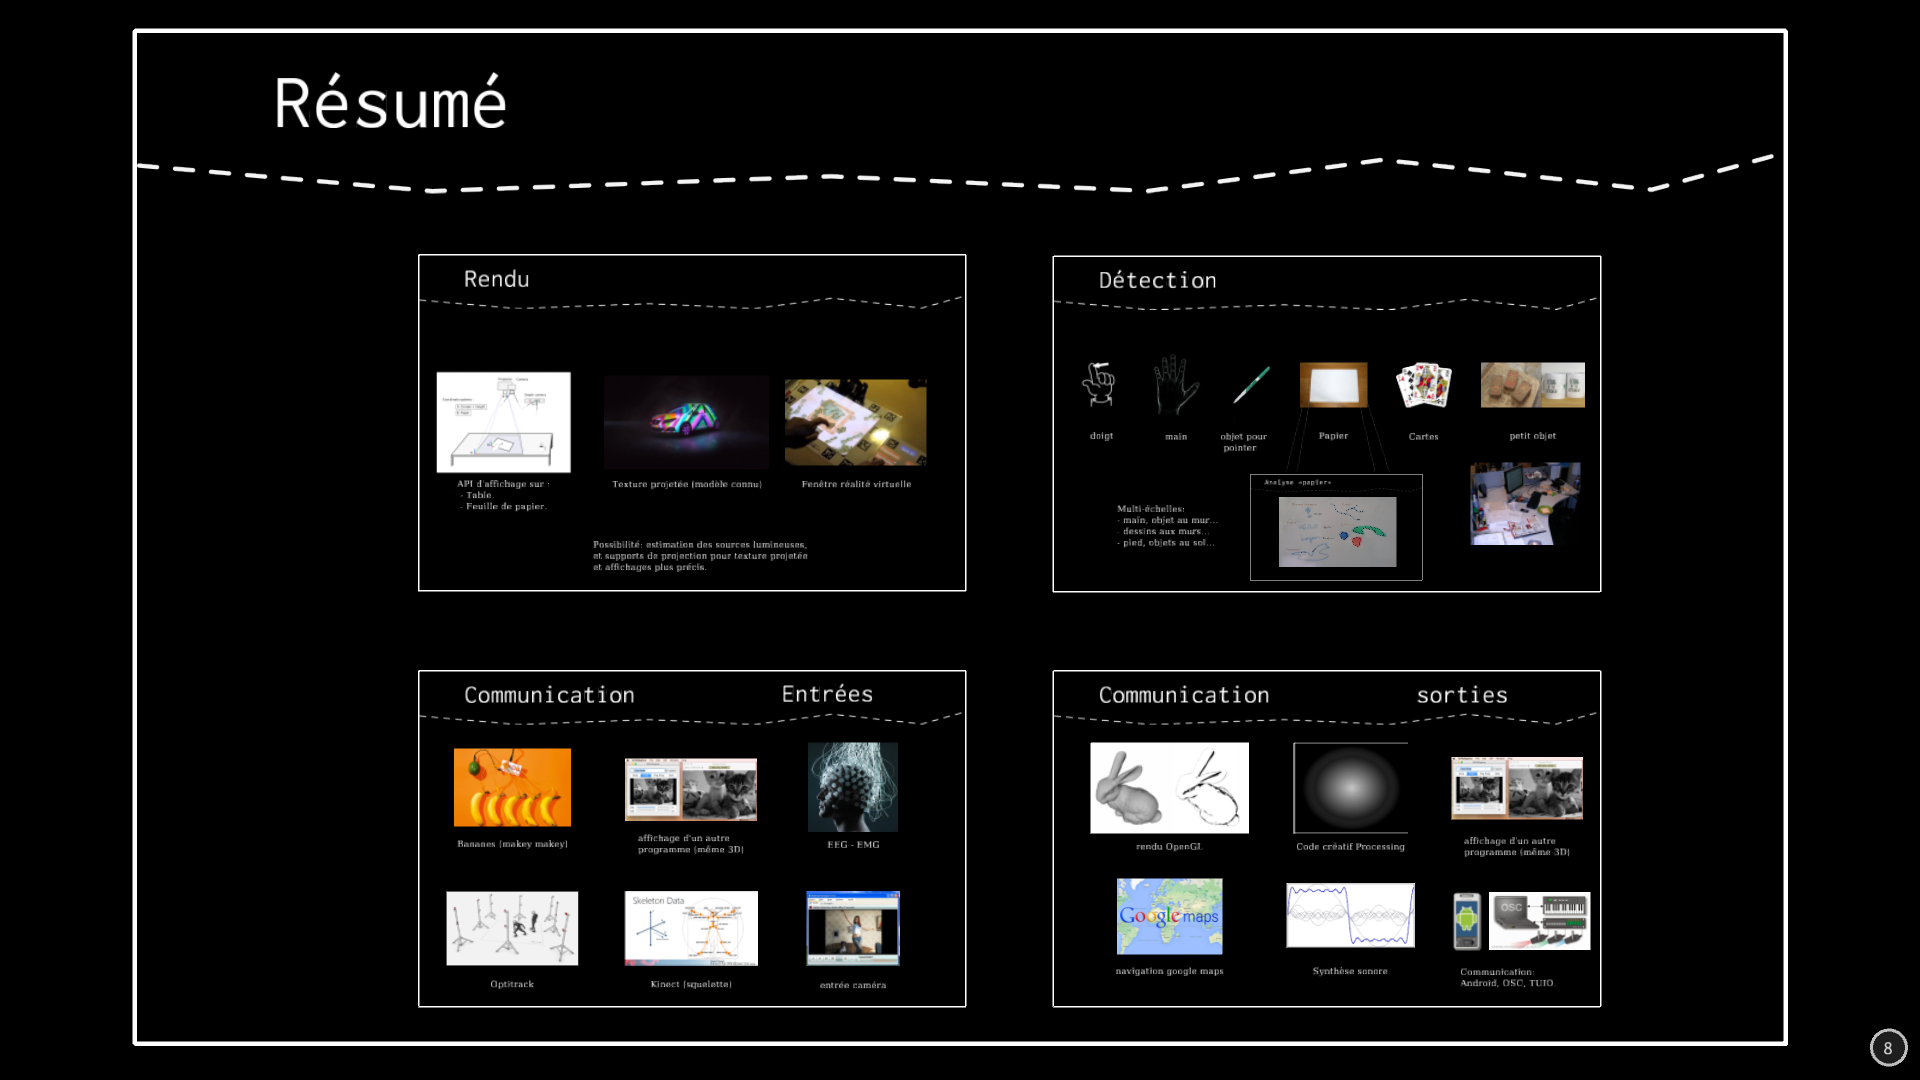 Résumé
Rendu
API d'affichage sur :
- Table.
- Feuille de papier.
Texture projetée (modèle connu)
Fenêtre réalité virtuelle
Possibilité: estimation des sources lumineuses,
et supports de projection pour texture projetée
et affichages plus précis.
Détection
doigt
main
objet pour
pointer
Papier
Cartes
petit objet
Analyse «papier»
Multi-échelles:
- main, objet au mur...
- dessins aux murs...
- pied, objets au sol...
Communication
Entrées
Bananes (makey makey)
affichage d'un autre
programme (même 3D)
EEG - EMG
Skeleton Data
Optitrack
Kinect (squelette)
entrée caméra
Communication
sorties
rendu OpenGL
Code créatif Processing
affichage d'un autre
programme (même 3D)
Google maps
OSC
navigation google maps
Synthèse sonore
Communication:
Android, OSC, TUIO.
8